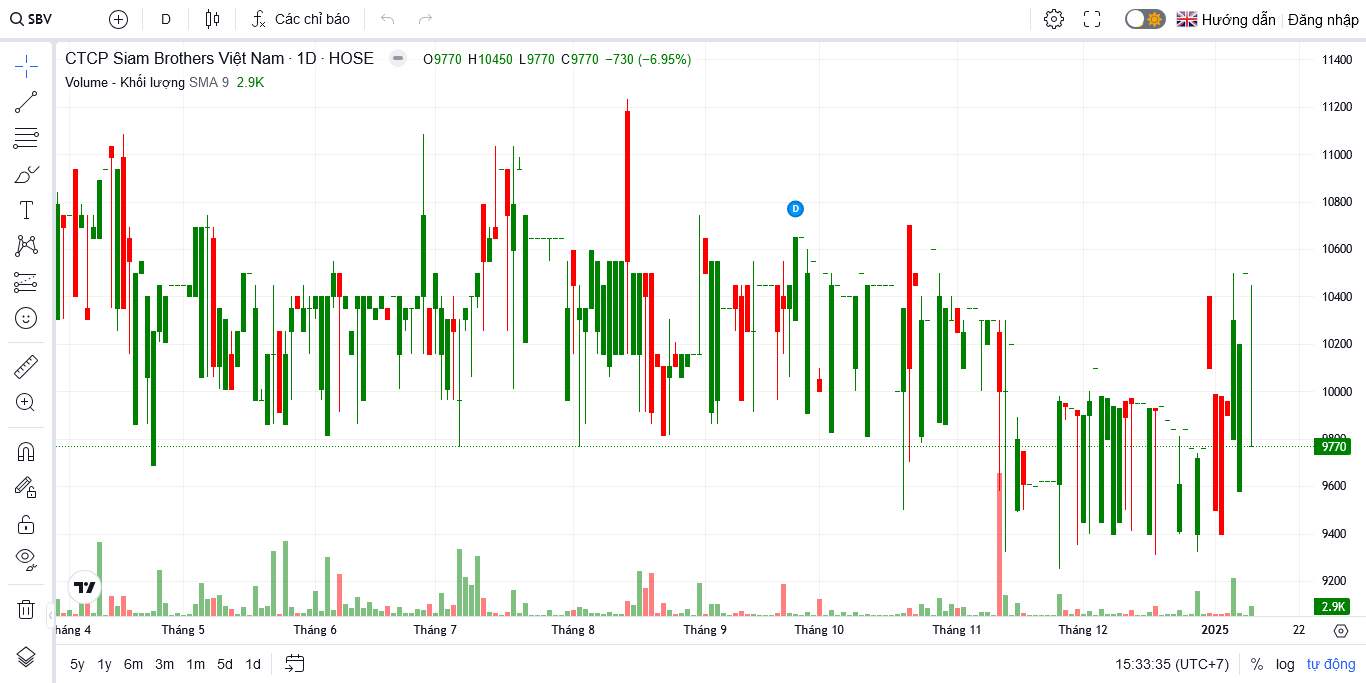 SBV D Các chỉ báo Hướng dẫn Đăng nhập
CTCP Siam Brothers Việt Nam · 1D · HOSE O9770 H10450 L9770 C9770 −730 (−6.95%)
Volume - Khối lượng SMA 9 2.9K
11400
11200
11000
10800
D
10600
10400
10200
10000
9800
9770
9600
9400
9200
2.9K
háng 4 Tháng 5 Tháng 6 Tháng 7 Tháng 8 Tháng 9 Tháng 10 Tháng 11 Tháng 12 2025 22
5y 1y 6m 3m 1m 5d 1d 15:33:35 (UTC+7) % log tự động